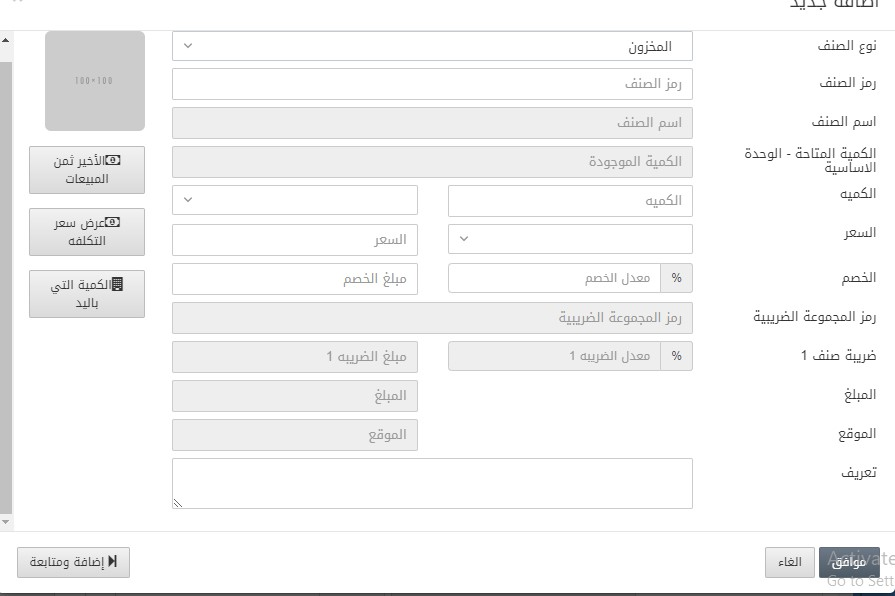 اضافة جديد
نوع الصنف
المخزون
رمز الصنف
رمز الصنف
اسم الصنف
اسم الصنف
الكمية المتاحة - الوحدة
الاساسية
الكمية الموجودة
الكميه
الكميه
السعر
السعر
الخصم
% معدل الخصم
مبلغ الخصم
رمز المجموعة الضريبية
رمز المجموعة الضريبية
ضريبة صنف 1
% معدل الضريبه 1
مبلغ الضريبه 1
المبلغ
المبلغ
الموقع
الموقع
تعريف
100×100
الأخير ثمن
المبيعات
عرض سعر
التكلفه
الكمية التي
باليد
موافق
الغاء
إضافة ومتابعة
Activate
Go to Sett